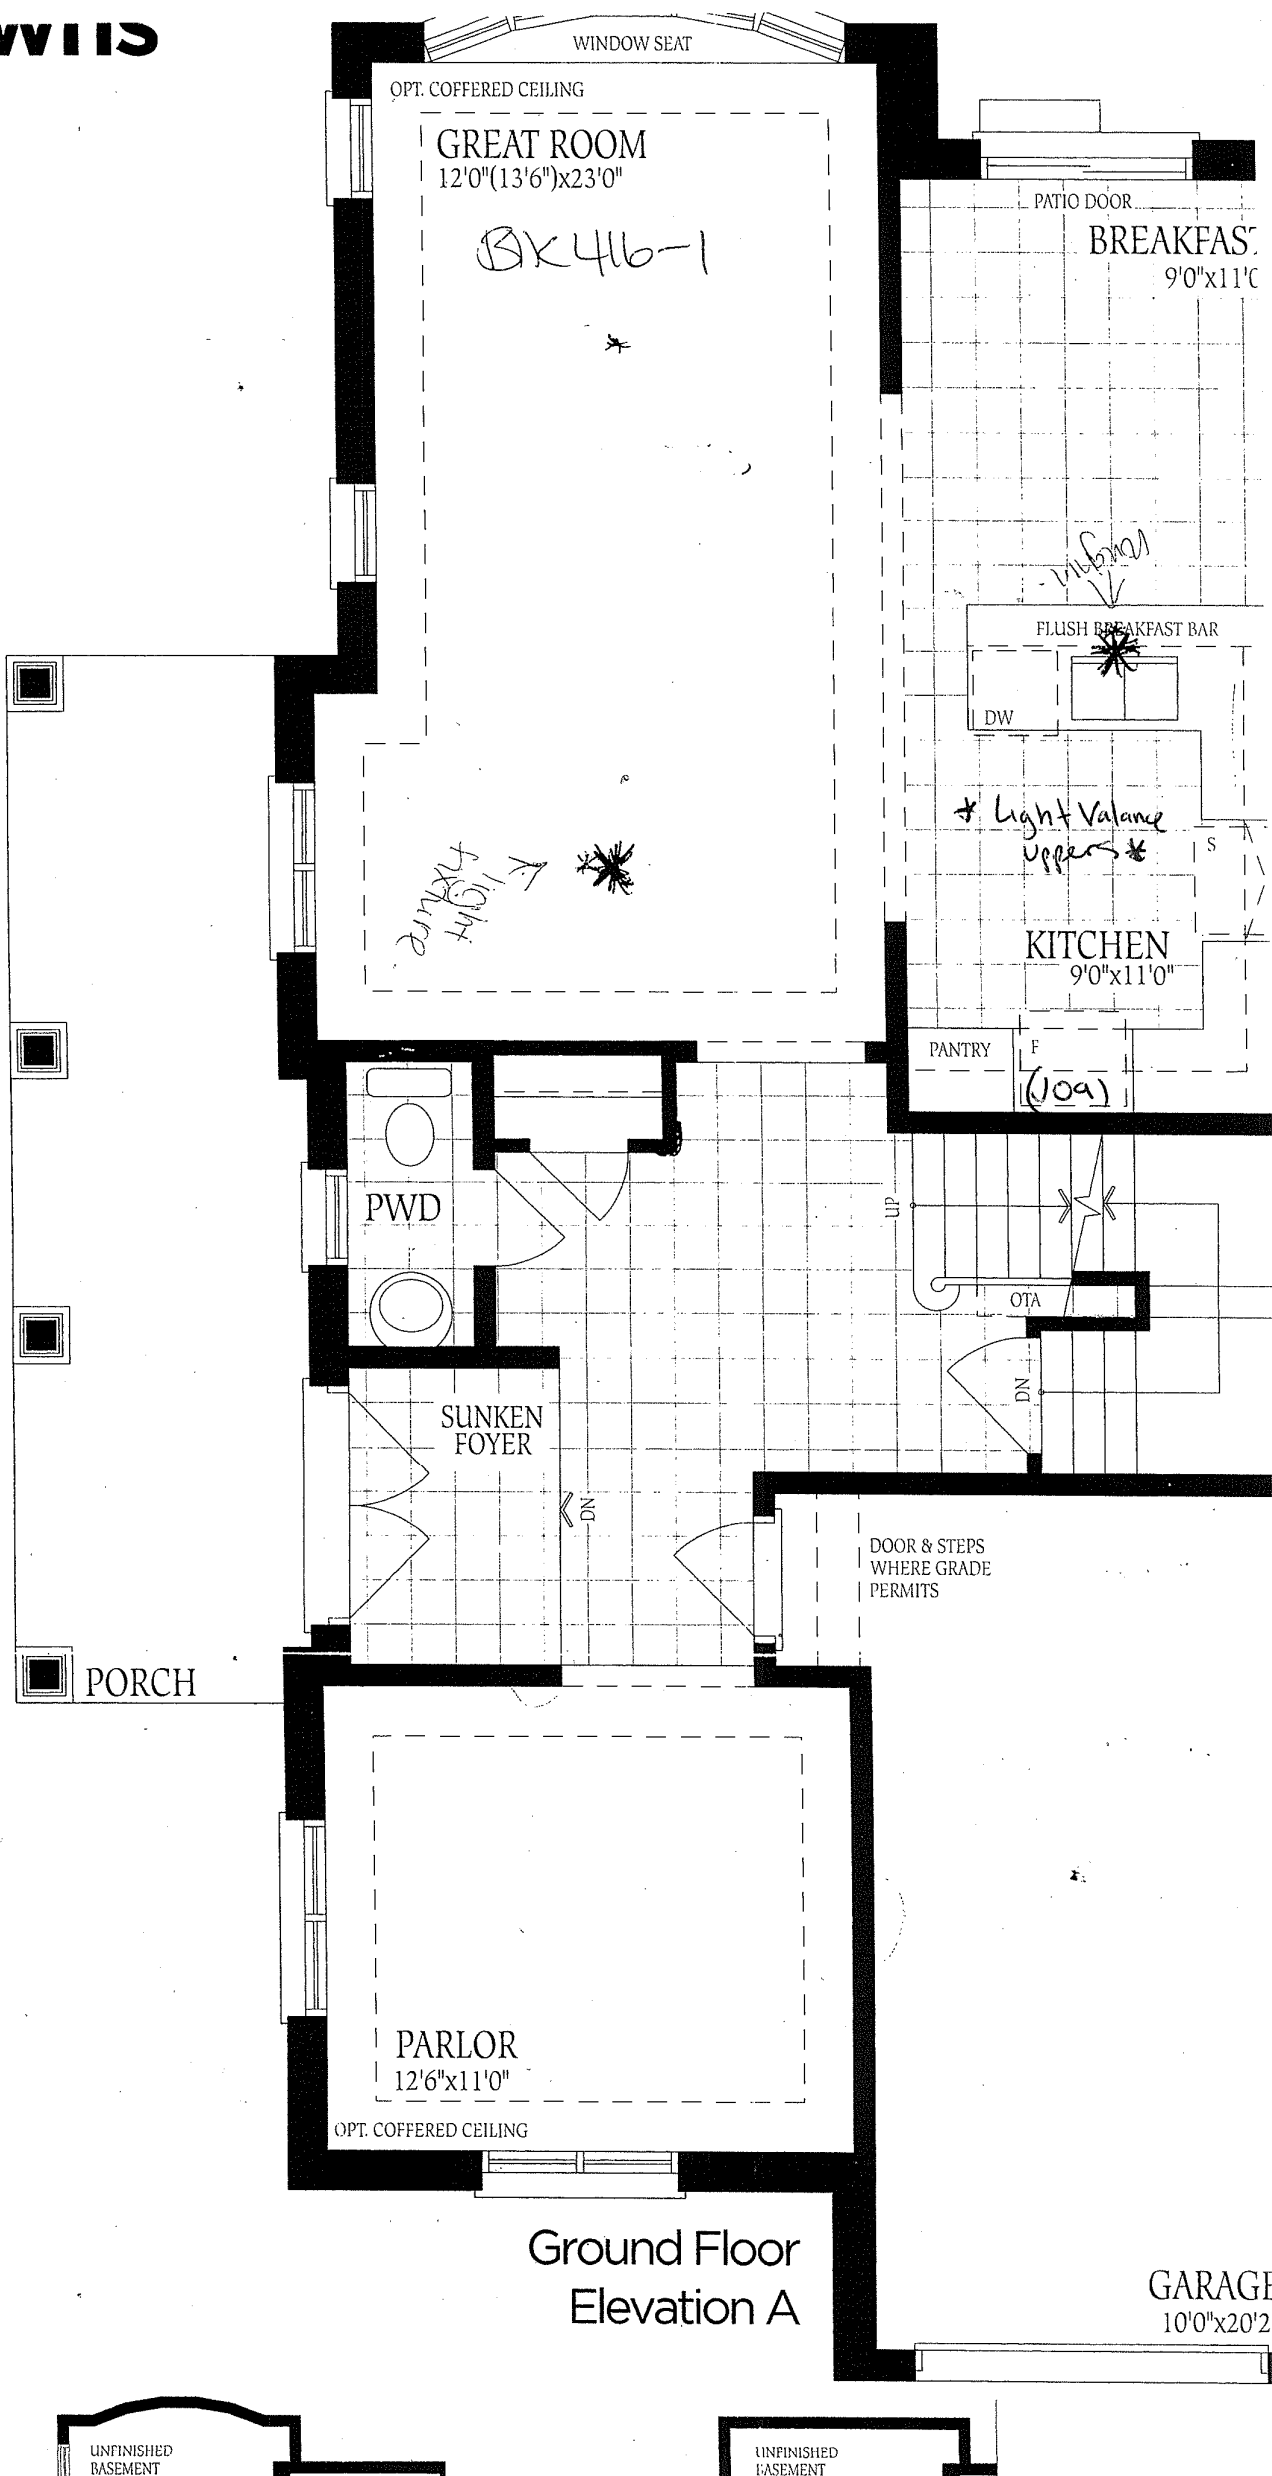 WINDOW SEAT
OPT. COFFERED CEILING
GREAT ROOM
12'0"(13'6")x23'0"
BK416-1
PATIO DOOR
BREAKFAS
9'0"x11'0
FLUSH BREAKFAST BAR
DW
* Light Valance
uppers *
S
light
fixture
KITCHEN
9'0"x11'0"
PANTRY
F
PWD
UP
OTA
DN
SUNKEN
FOYER
DN
DOOR & STEPS
WHERE GRADE
PERMITS
PORCH
PARLOR
12'6"x11'0"
OPT. COFFERED CEILING
Ground Floor
Elevation A
GARAGE
10'0"x20'2
UNFINISHED
BASEMENT
UNFINISHED
BASEMENT